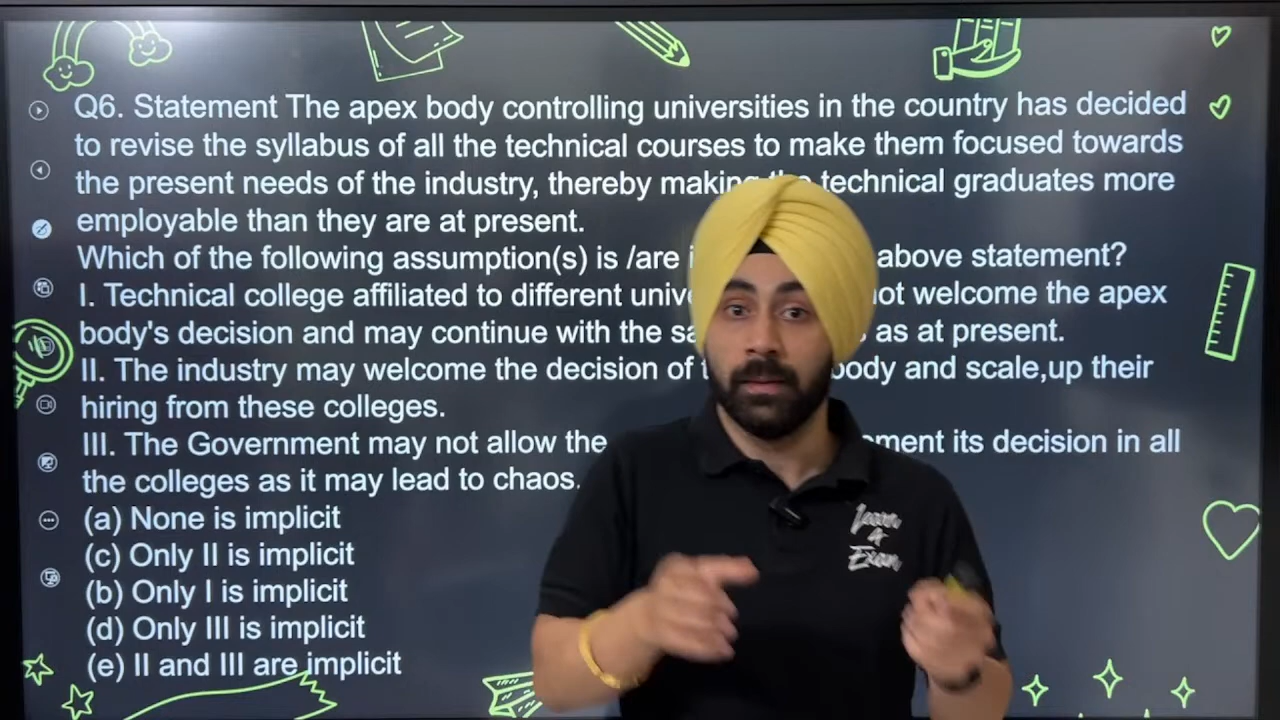 Q6. Statement The apex body controlling universities in the country has decided
to revise the syllabus of all the technical courses to make them focused towards
the present needs of the industry, thereby making technical graduates more
employable than they are at present.
Which of the following assumption(s) is /are above statement?
I. Technical college affiliated to different welcome the apex
body's decision and may continue with the as at present.
II. The industry may welcome the decision of body and scale,up their
hiring from these colleges.
III. The Government may not allow the its decision in all
the colleges as it may lead to chaos.
(a) None is implicit
(c) Only II is implicit
(b) Only I is implicit
(d) Only III is implicit
(e) II and III are implicit
Learn
4
Exam